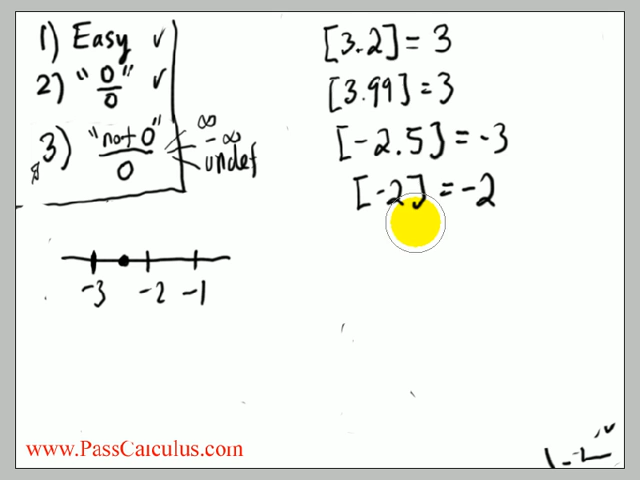 1) Easy ✓
2) "0/0" ✓
3) "not 0"/0 ∞ -∞ undef
[3.2] = 3
[3.99] = 3
[-2.5] = -3
[-2] = -2
-3 -2 -1
www.PassCalculus.com